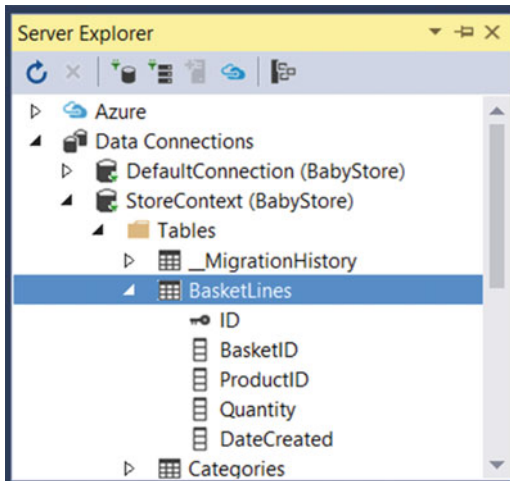 Server Explorer
Azure
Data Connections
DefaultConnection (BabyStore)
StoreContext (BabyStore)
Tables
__MigrationHistory
BasketLines
ID
BasketID
ProductID
Quantity
DateCreated
Categories